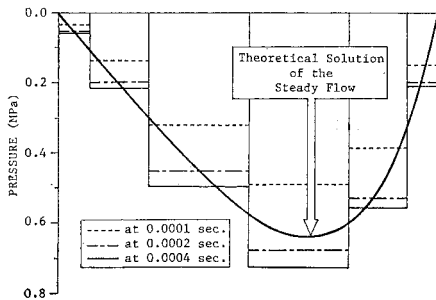 0.0
0.2
0.4
0.6
0.8
PRESSURE (MPa)
Theoretical Solution
of the
Steady Flow
at 0.0001 sec.
at 0.0002 sec.
at 0.0004 sec.